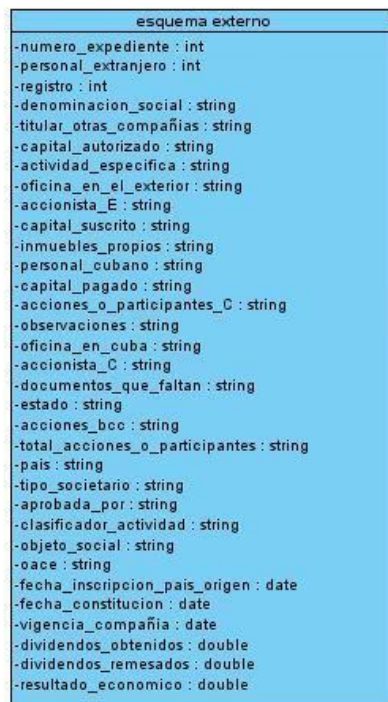 esquema externo
-numero_expediente : int
-personal_extranjero : int
-registro : int
-denominacion_social : string
-titular_otras_compañias : string
-capital_autorizado : string
-actividad_especifica : string
-oficina_en_el_exterior : string
-accionista_E : string
-capital_suscrito : string
-inmuebles_propios : string
-personal_cubano : string
-capital_pagado : string
-acciones_o_participantes_C : string
-observaciones : string
-oficina_en_cuba : string
-accionista_C : string
-documentos_que_faltan : string
-estado : string
-acciones_bcc : string
-total_acciones_o_participantes : string
-pais : string
-tipo_societario : string
-aprobada_por : string
-clasificador_actividad : string
-objeto_social : string
-oace : string
-fecha_inscripcion_pais_origen : date
-fecha_constitucion : date
-vigencia_compañia : date
-dividendos_obtenidos : double
-dividendos_remesados : double
-resultado_economico : double